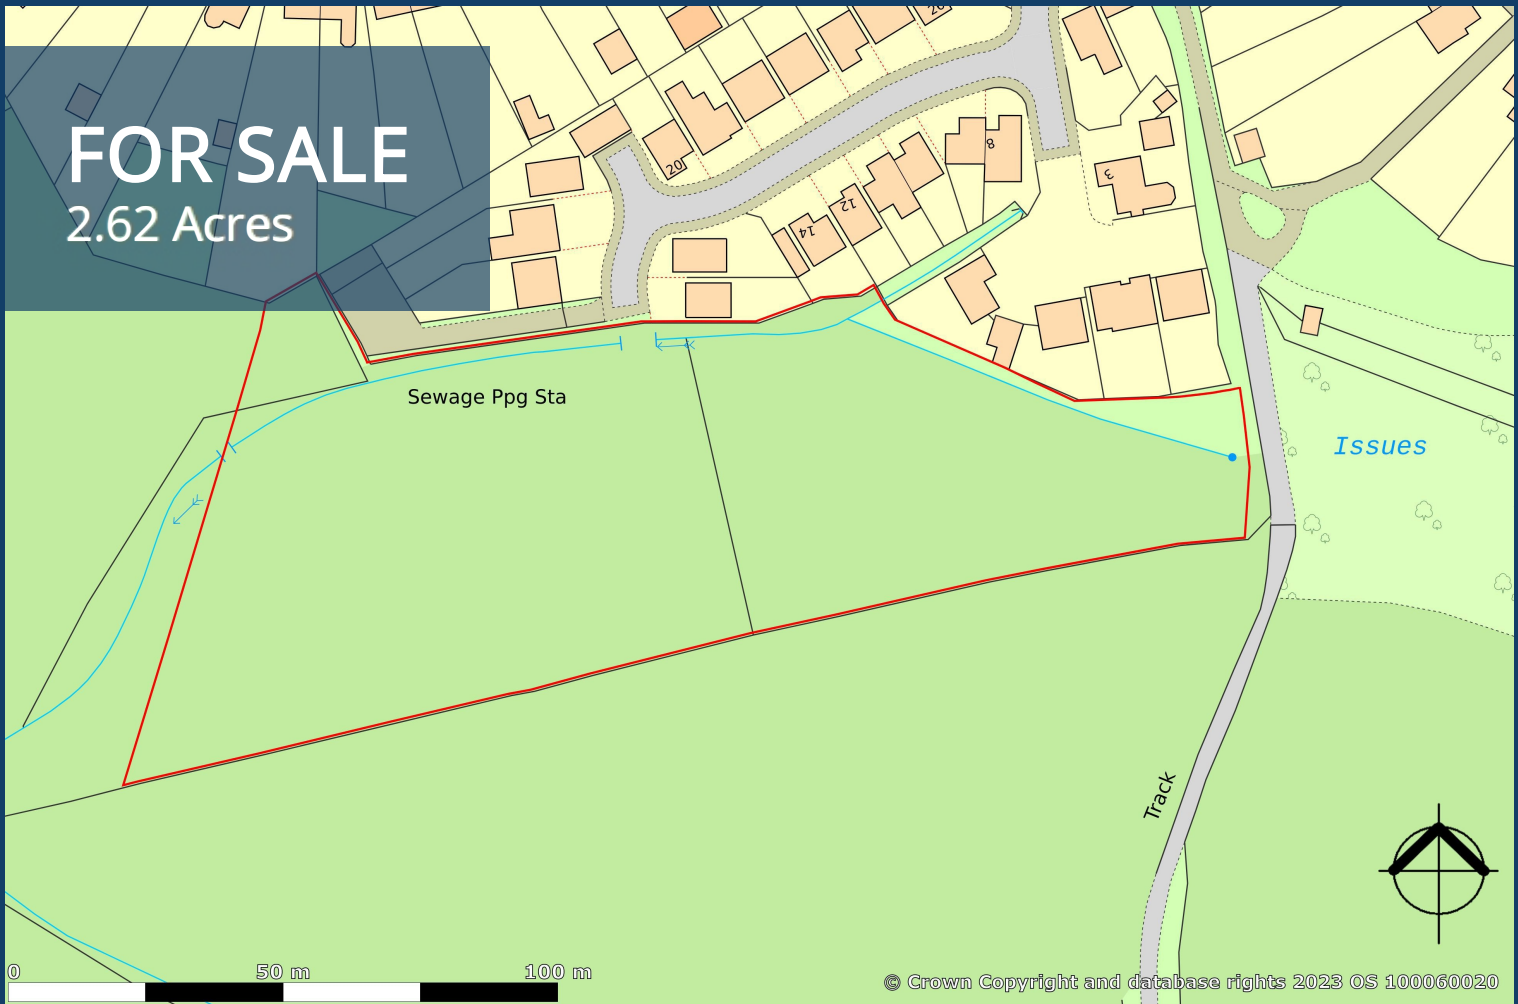 FOR SALE
2.62 Acres
20
20
8
3
12
14
Sewage Ppg Sta
Issues
Track
0 50 m 100 m
© Crown Copyright and database rights 2023 OS 100060020